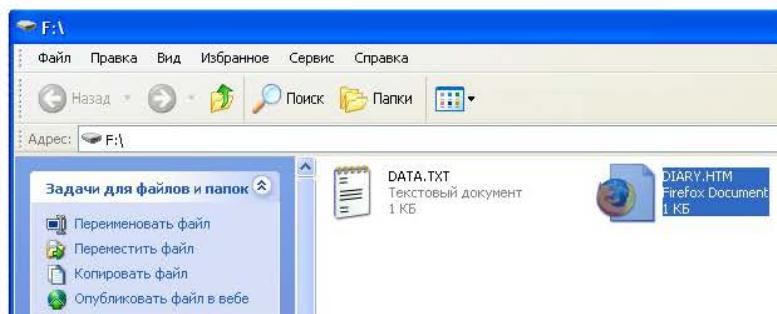 F:\
Файл Правка Вид Избранное Сервис Справка
Назад Поиск Папки
Адрес: F:\
Задачи для файлов и папок
Переименовать файл
Переместить файл
Копировать файл
Опубликовать файл в вебе
DATA.TXT
Текстовый документ
1 КБ
DIARY.HTM
Firefox Document
1 КБ